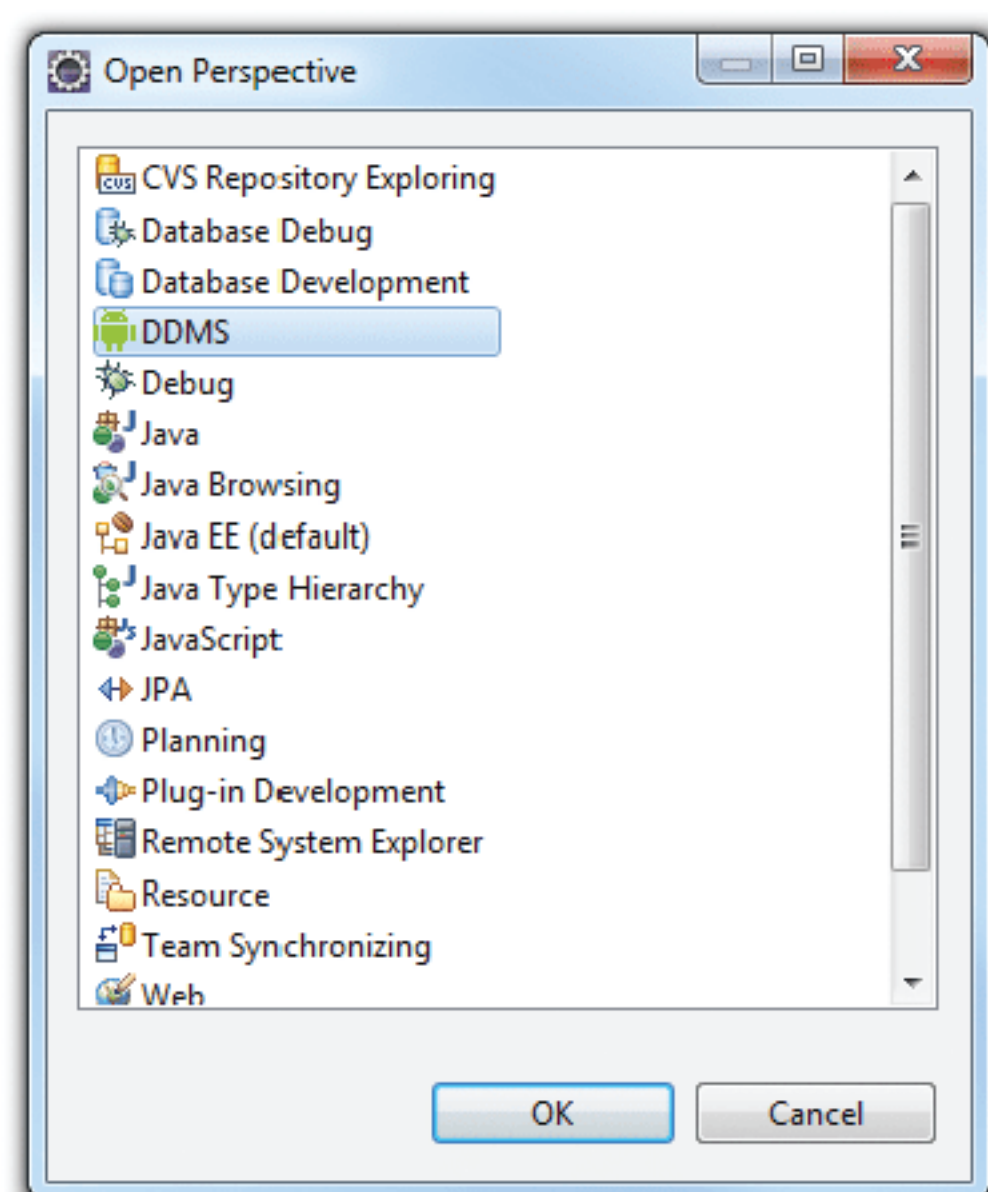 Open Perspective
CVS Repository Exploring
Database Debug
Database Development
DDMS
Debug
Java
Java Browsing
Java EE (default)
Java Type Hierarchy
JavaScript
JPA
Planning
Plug-in Development
Remote System Explorer
Resource
Team Synchronizing
Web
OK Cancel